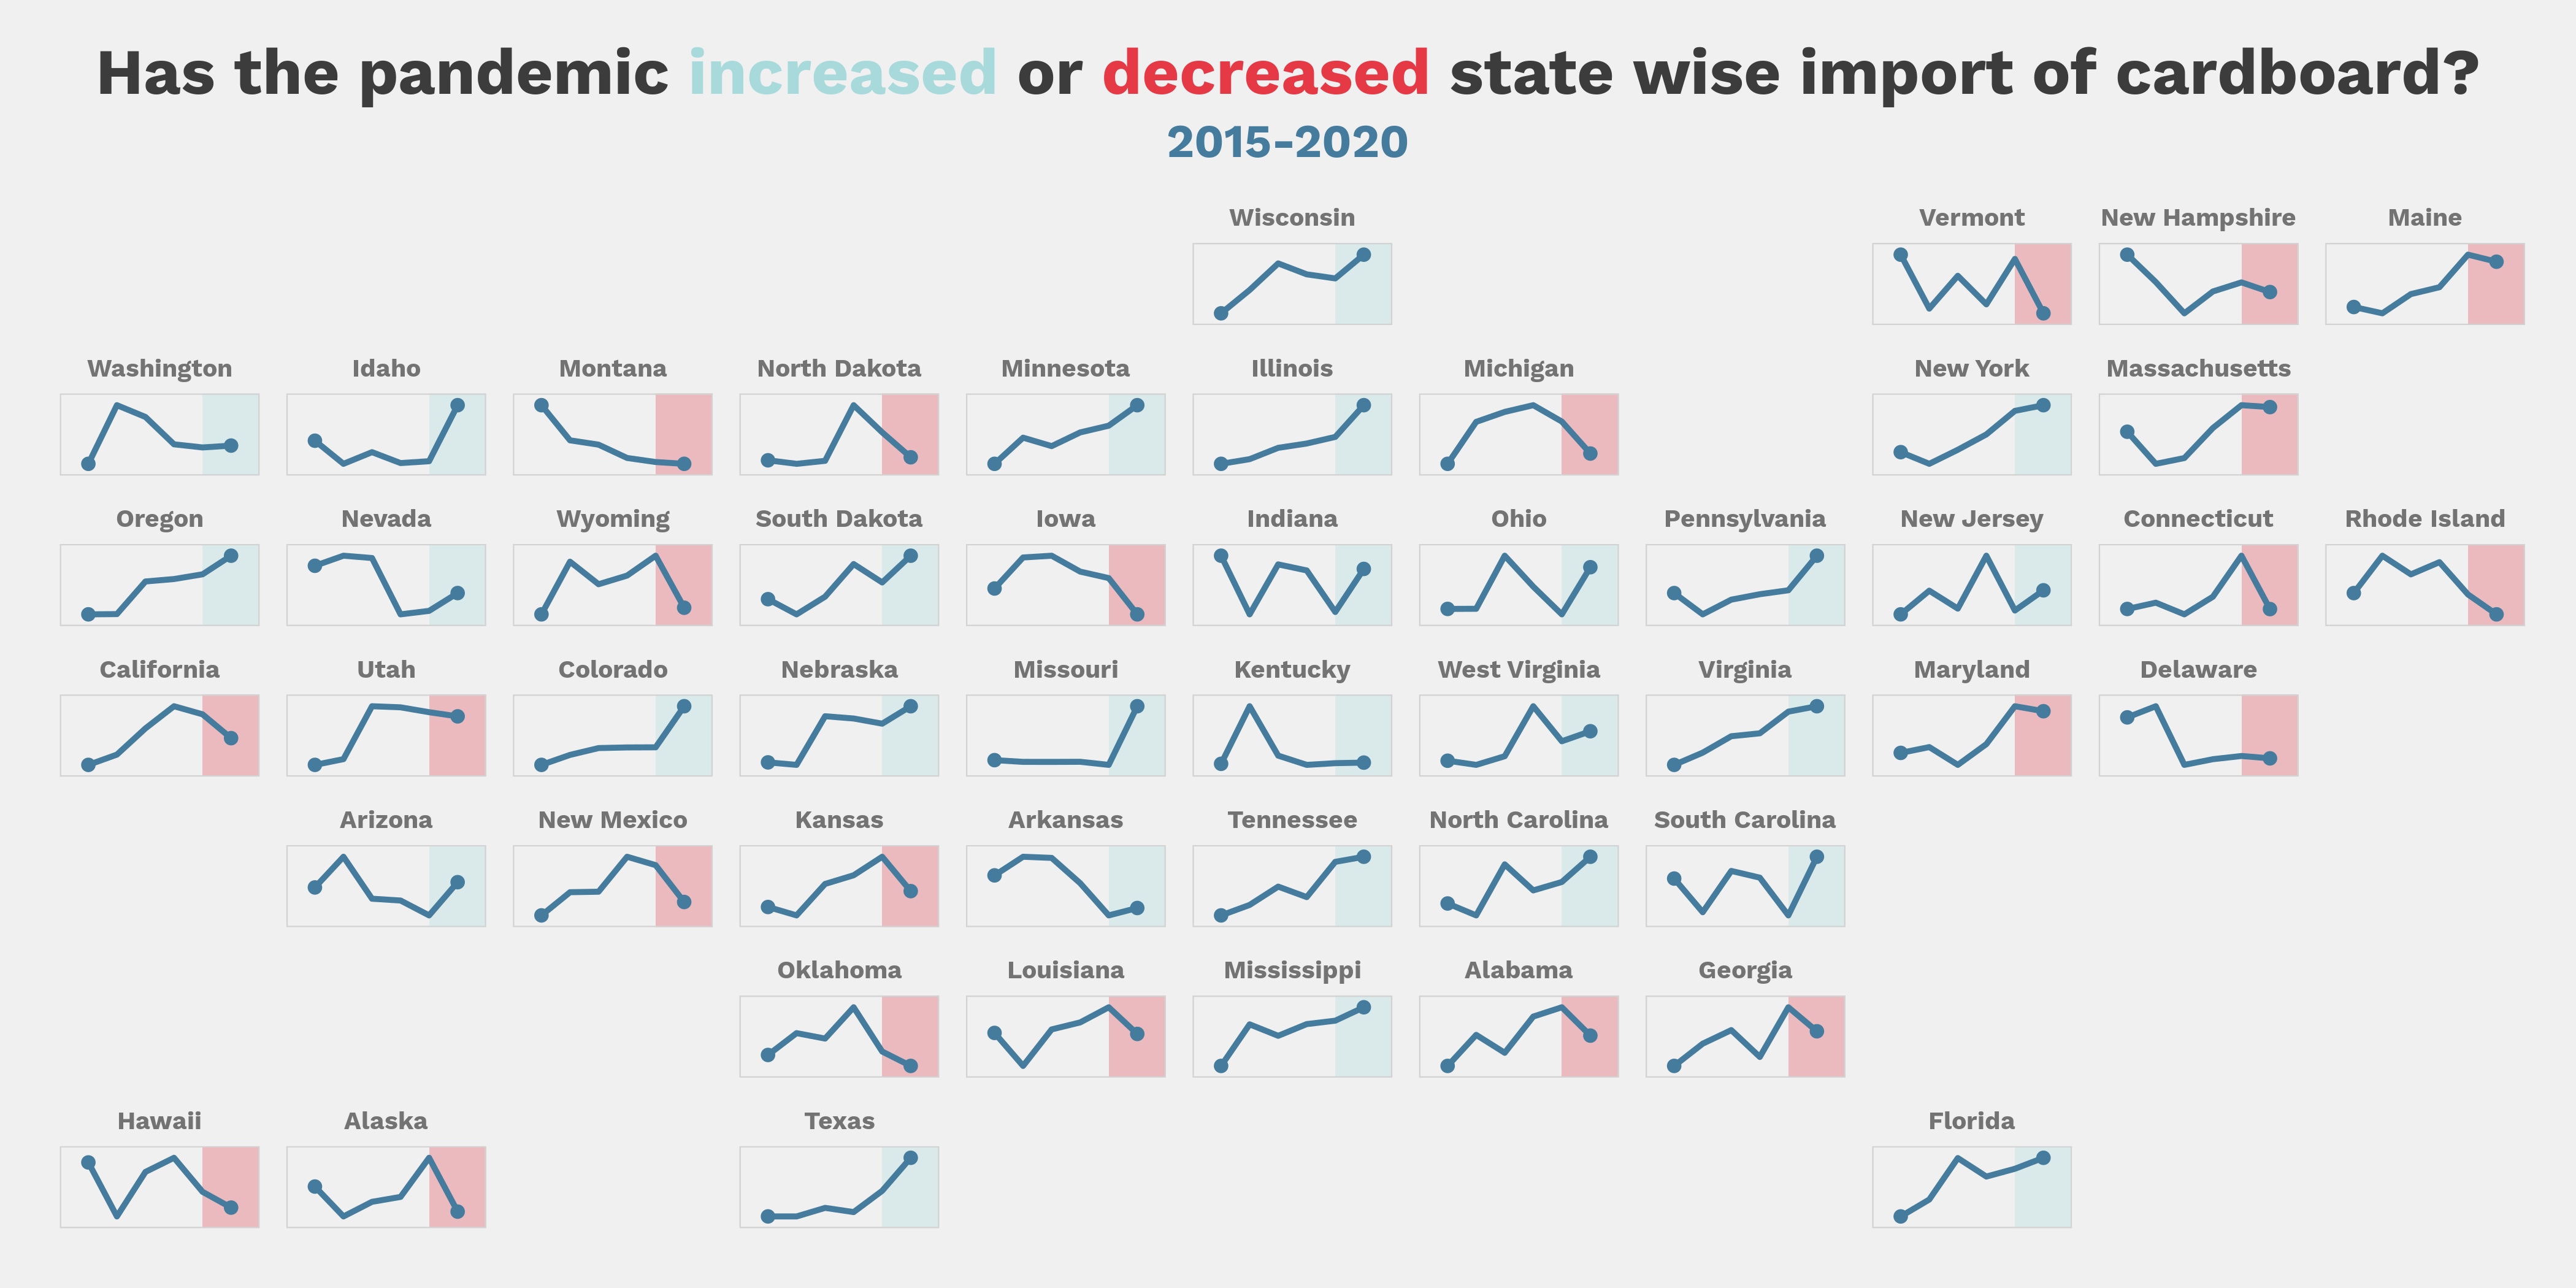 Has the pandemic increased or decreased state wise import of cardboard?
2015-2020
Wisconsin
Vermont
New Hampshire
Maine
Washington
Idaho
Montana
North Dakota
Minnesota
Illinois
Michigan
New York
Massachusetts
Oregon
Nevada
Wyoming
South Dakota
Iowa
Indiana
Ohio
Pennsylvania
New Jersey
Connecticut
Rhode Island
California
Utah
Colorado
Nebraska
Missouri
Kentucky
West Virginia
Virginia
Maryland
Delaware
Arizona
New Mexico
Kansas
Arkansas
Tennessee
North Carolina
South Carolina
Oklahoma
Louisiana
Mississippi
Alabama
Georgia
Hawaii
Alaska
Texas
Florida